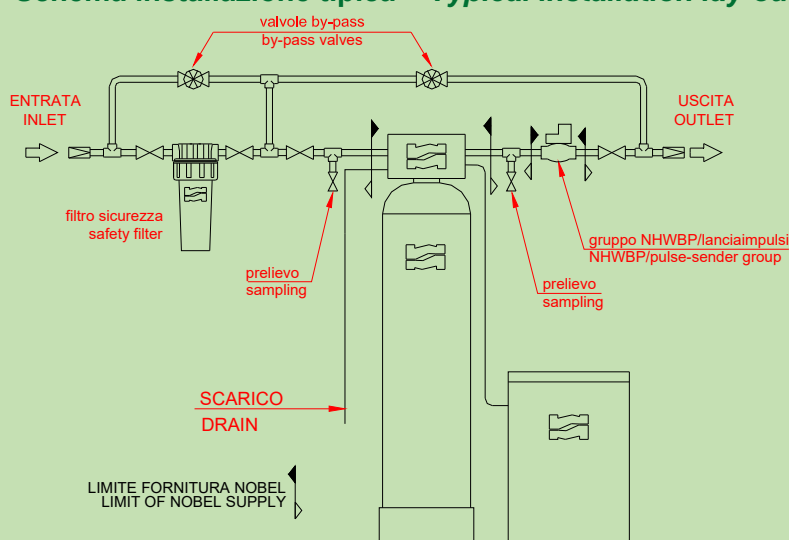 valvole by-pass
by-pass valves
ENTRATA
INLET
USCITA
OUTLET
filtro sicurezza
safety filter
gruppo NHWBP/lanciaimpulsi
NHWBP/pulse-sender group
prelievo
sampling
prelievo
sampling
SCARICO
DRAIN
LIMITE FORNITURA NOBEL
LIMIT OF NOBEL SUPPLY